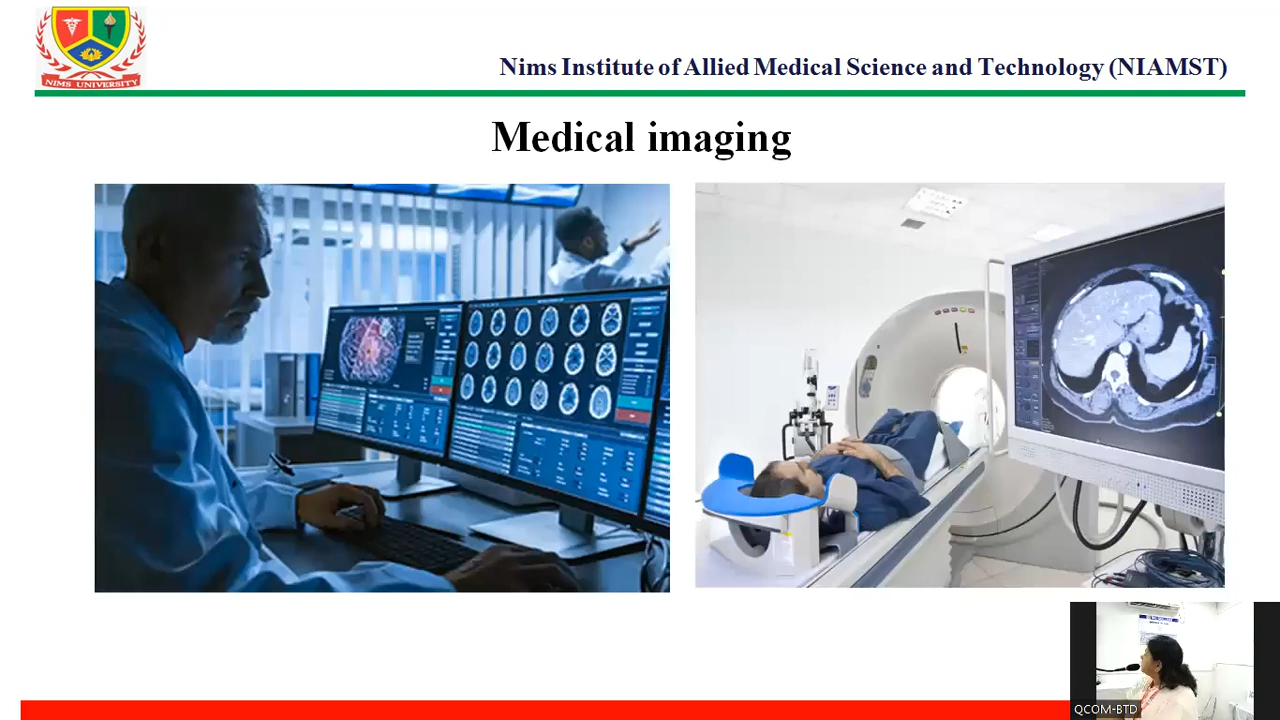 NIMS UNIVERSITY
Nims Institute of Allied Medical Science and Technology (NIAMST)
Medical imaging
QCOM-BTD